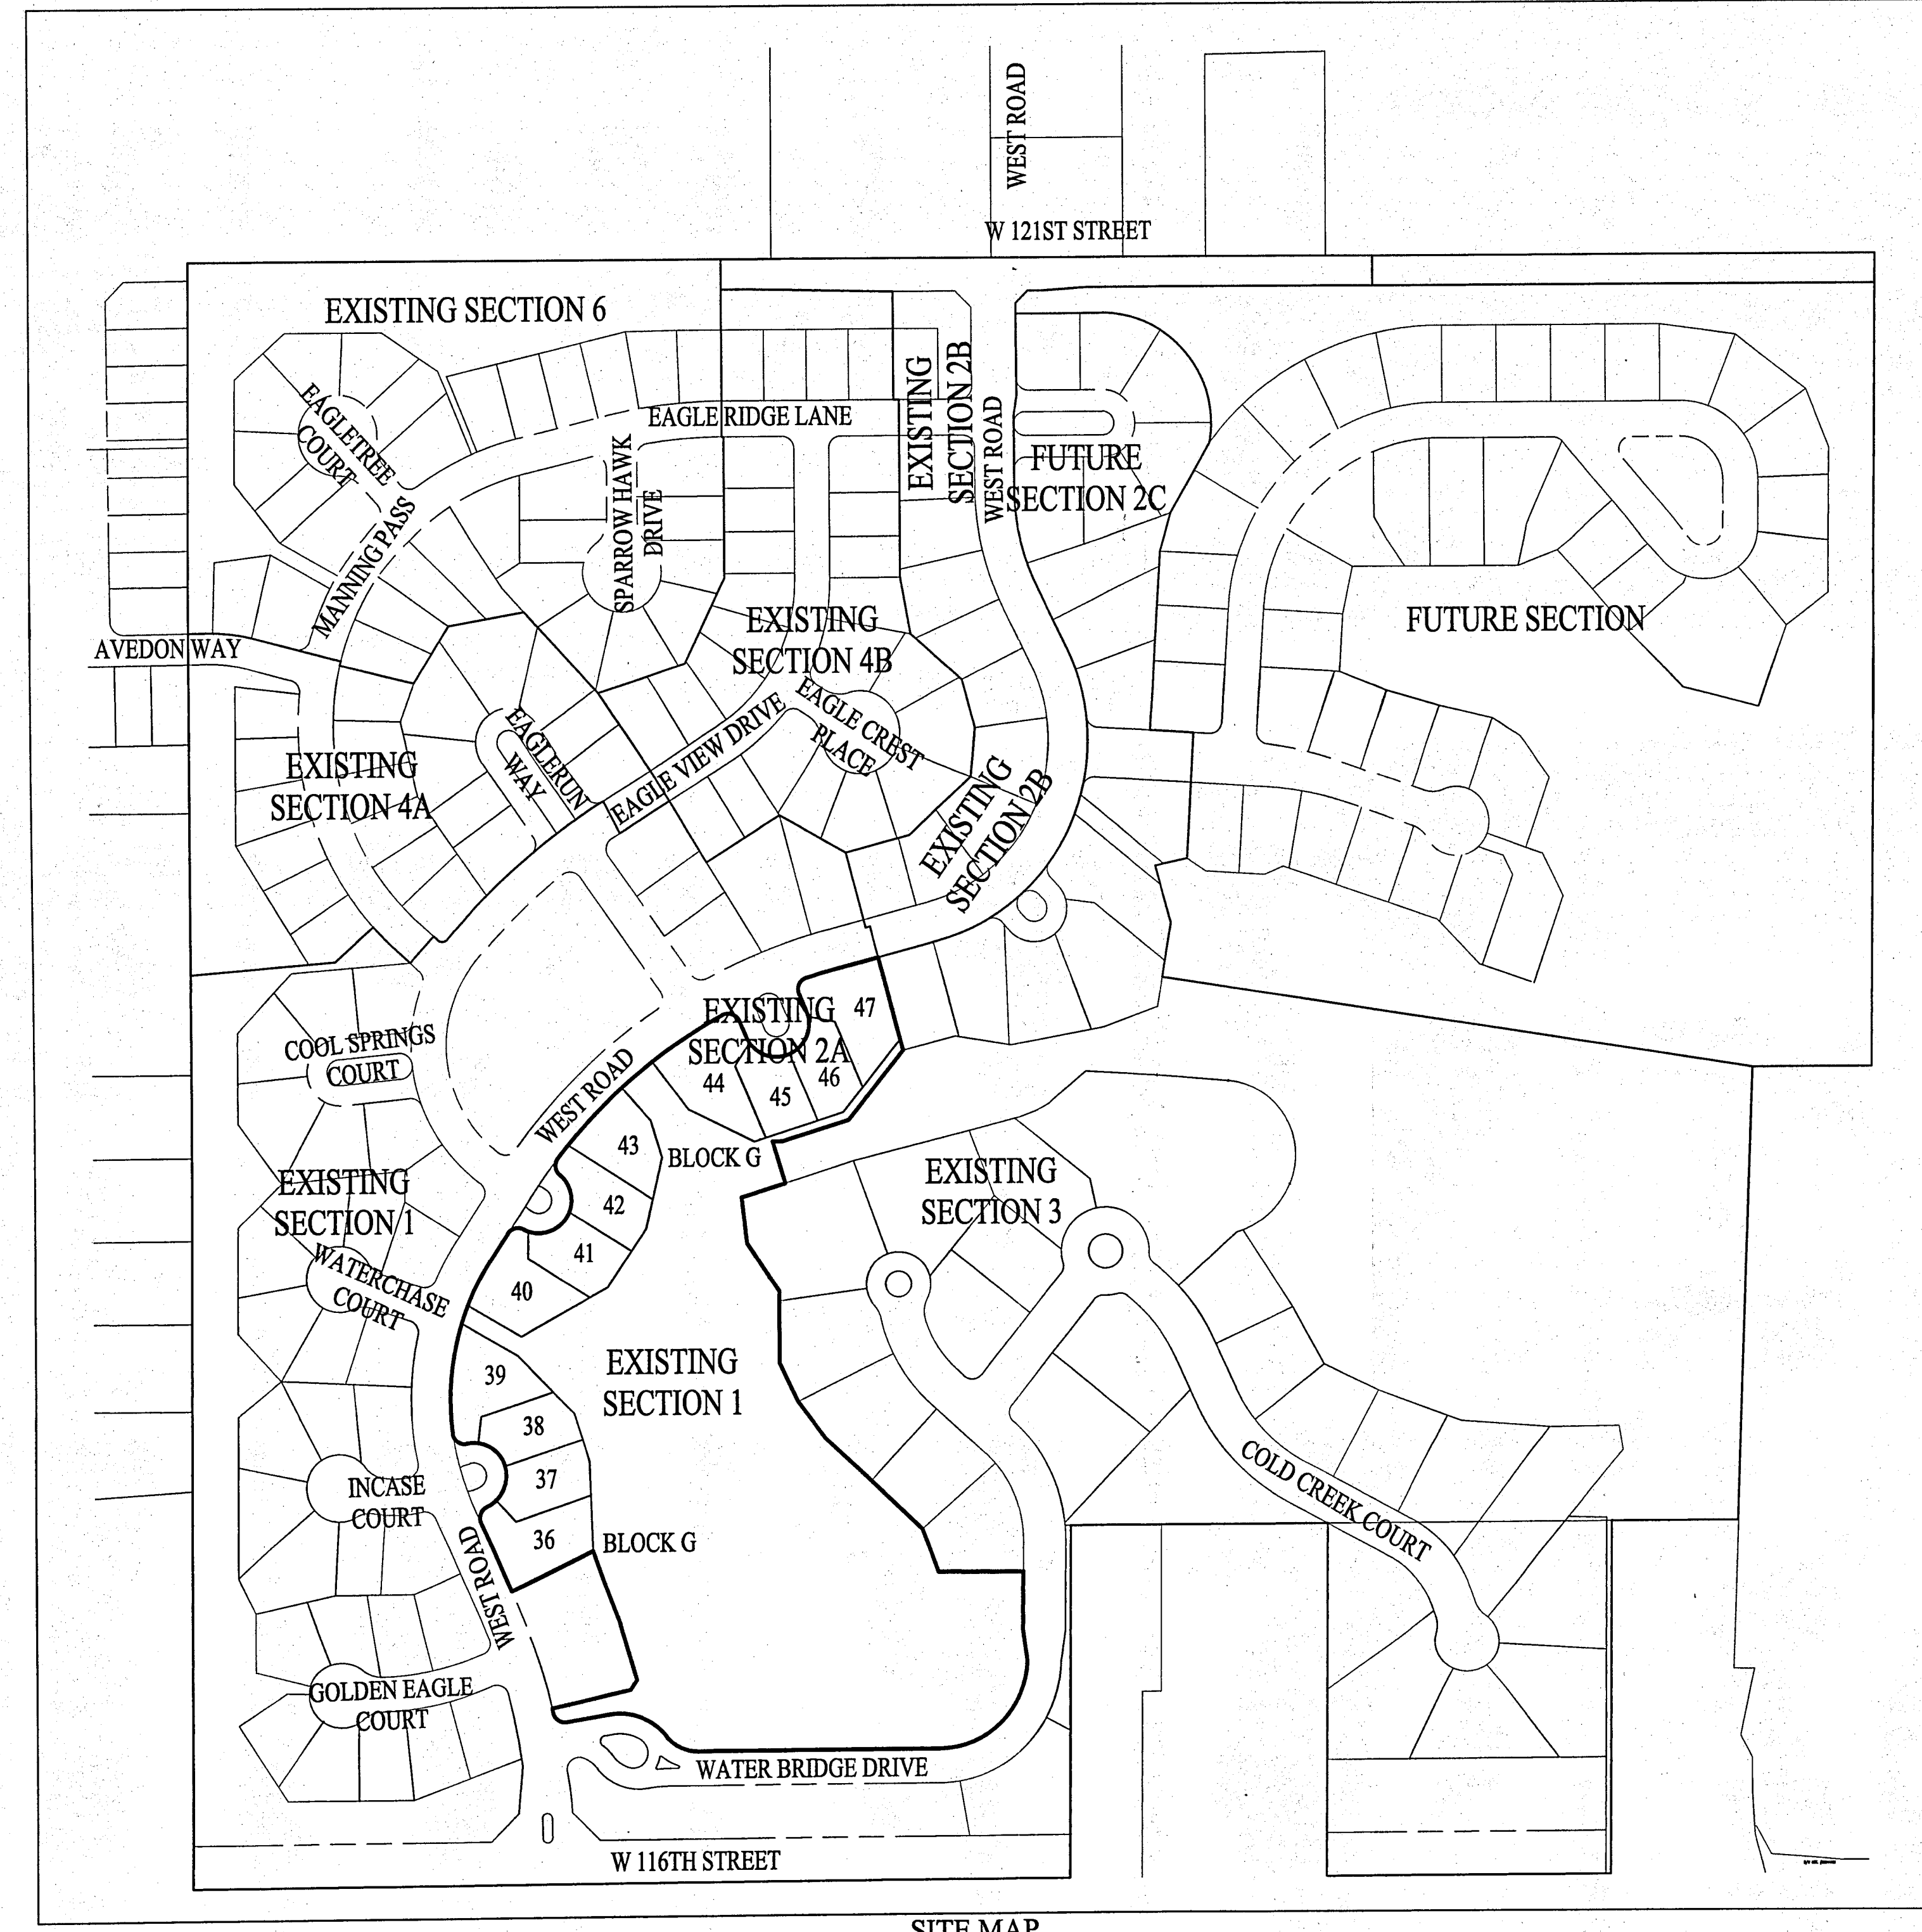 WEST ROAD
W 121ST STREET
EXISTING SECTION 6
EAGLETREE
COURT
EAGLE RIDGE LANE
SPARROW HAWK
DRIVE
EXISTING
SECTION 2B
WEST ROAD
FUTURE
SECTION 2C
MANNING PASS
AVEDON WAY
EXISTING
SECTION 4B
FUTURE SECTION
EAGLE CREST
PLACE
EAGLE VIEW DRIVE
EAGLERUN
WAY
EXISTING
SECTION 4A
EXISTING
SECTION 2B
EXISTING
SECTION 2A
47
46
45
44
COOL SPRINGS
COURT
WEST ROAD
43
BLOCK G
42
41
40
EXISTING
SECTION 3
EXISTING
SECTION 1
WATERCHASE
COURT
EXISTING
SECTION 1
39
38
37
36
BLOCK G
INCASE
COURT
WEST ROAD
COLD CREEK COURT
GOLDEN EAGLE
COURT
WATER BRIDGE DRIVE
W 116TH STREET
SITE MAP